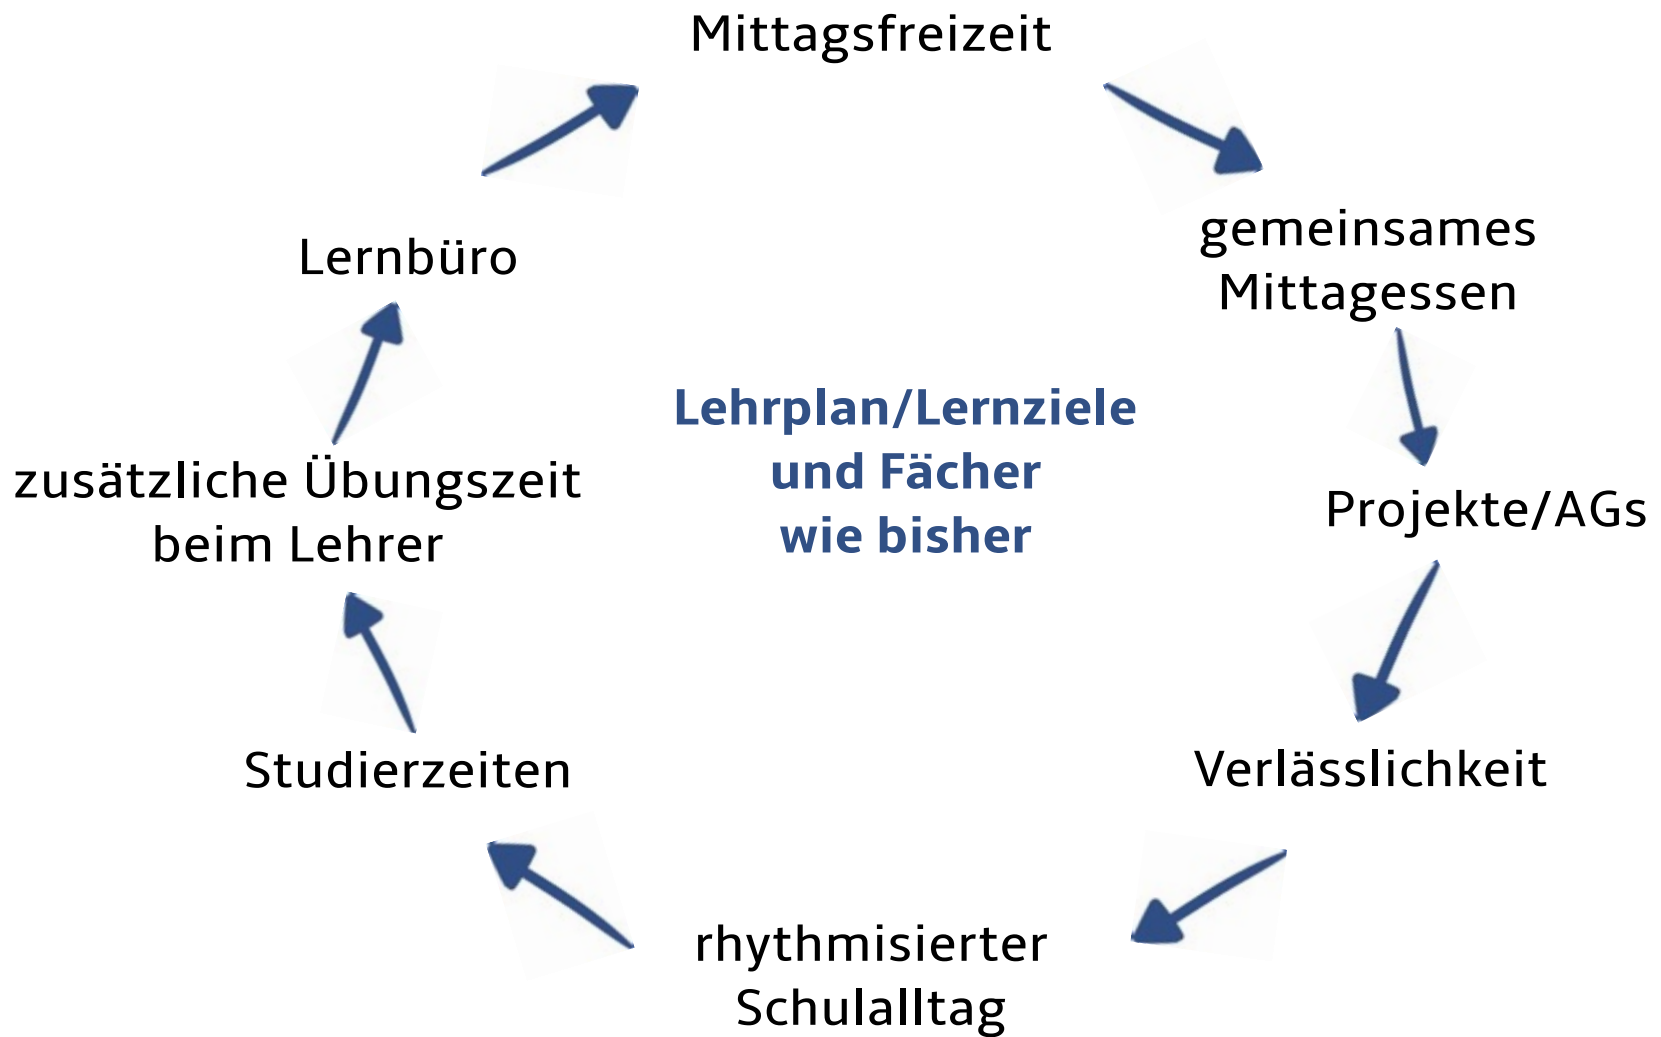 Mittagsfreizeit
gemeinsames
Mittagessen
Projekte/AGs
Verlässlichkeit
rhythmisierter
Schulalltag
Studierzeiten
zusätzliche Übungszeit
beim Lehrer
Lernbüro
Lehrplan/Lernziele
und Fächer
wie bisher